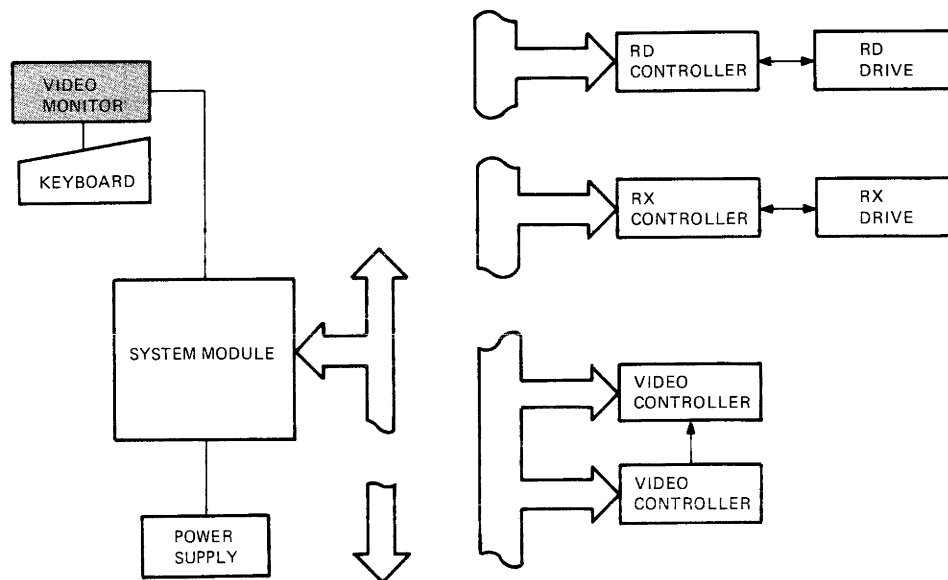 VIDEO
MONITOR
KEYBOARD
SYSTEM MODULE
POWER
SUPPLY
RD
CONTROLLER
RD
DRIVE
RX
CONTROLLER
RX
DRIVE
VIDEO
CONTROLLER
VIDEO
CONTROLLER